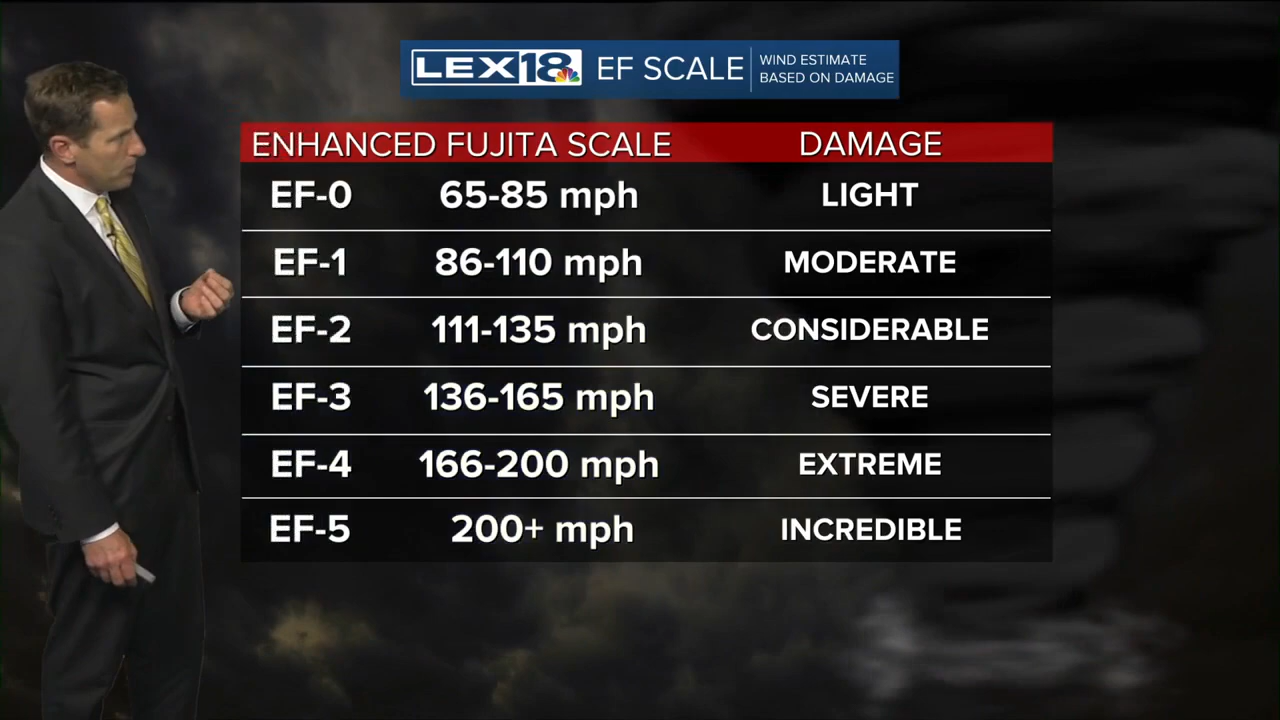 LEX18 EF SCALE WIND ESTIMATE
BASED ON DAMAGE
ENHANCED FUJITA SCALE DAMAGE
EF-0 65-85 mph LIGHT
EF-1 86-110 mph MODERATE
EF-2 111-135 mph CONSIDERABLE
EF-3 136-165 mph SEVERE
EF-4 166-200 mph EXTREME
EF-5 200+ mph INCREDIBLE